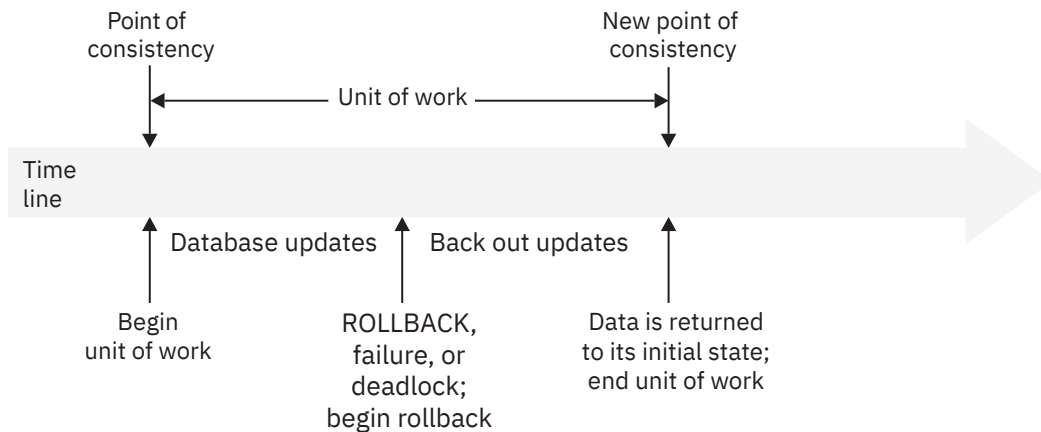 Point of
consistency
New point of
consistency
Unit of work
Time
line
Database updates
Back out updates
Begin
unit of work
ROLLBACK,
failure, or
deadlock;
begin rollback
Data is returned
to its initial state;
end unit of work